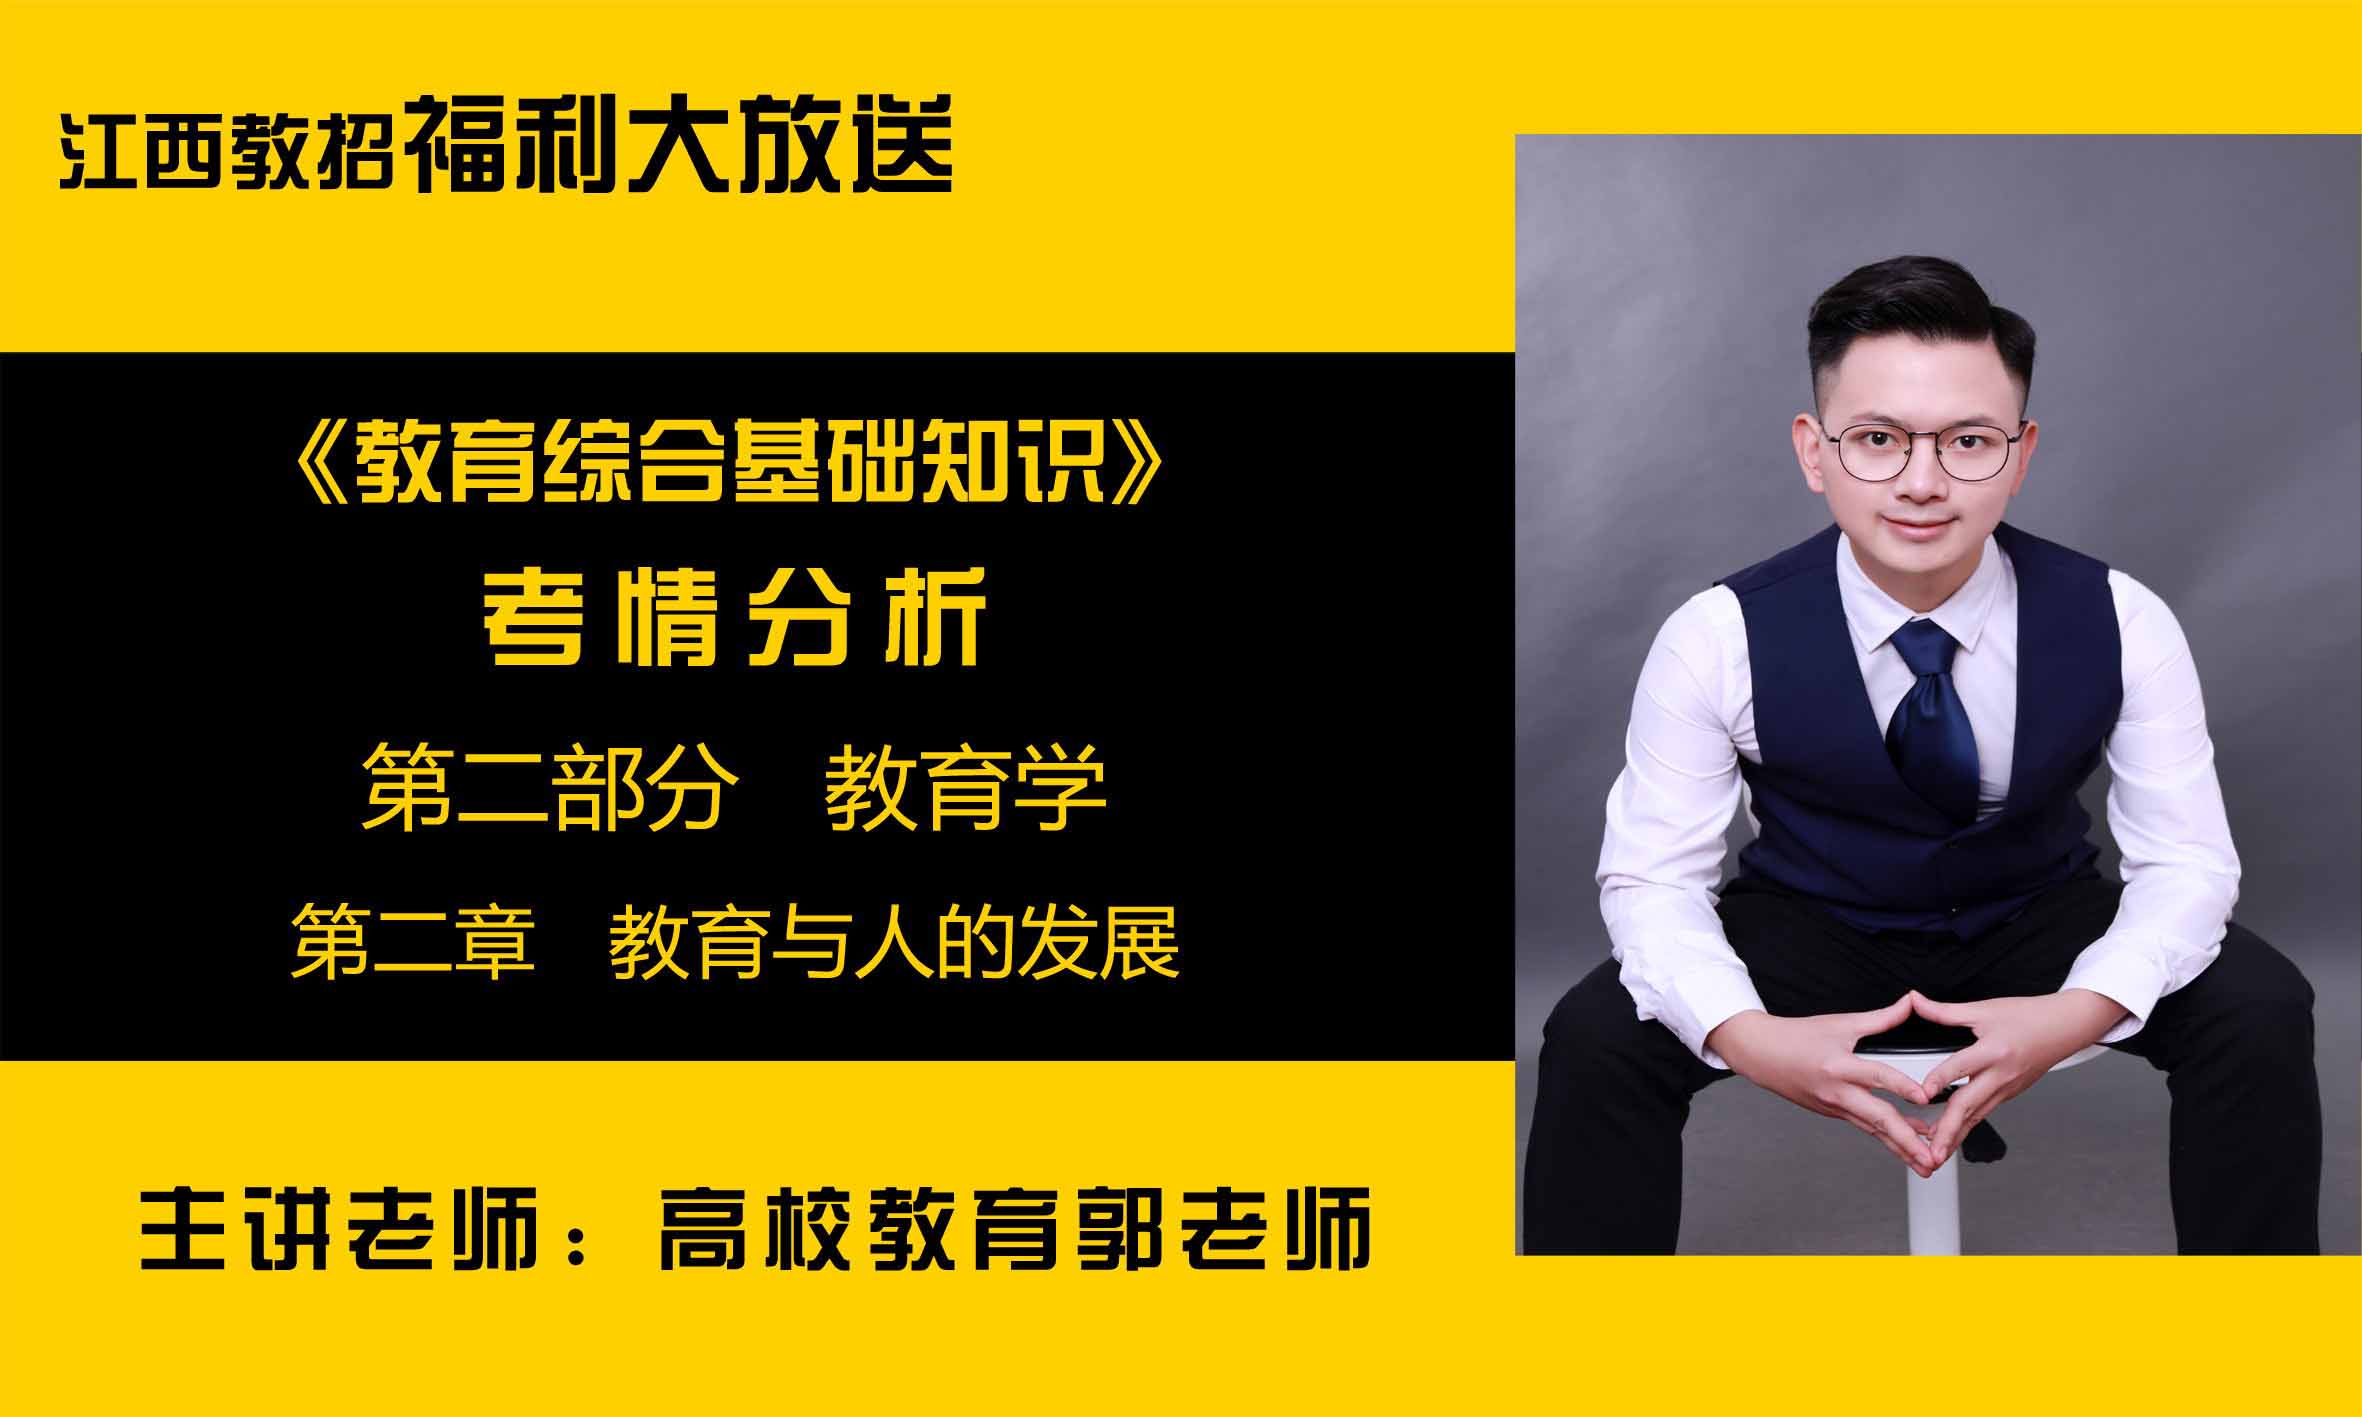 江西教招福利大放送
《教育综合基础知识》
考情分析
第二部分 教育学
第二章 教育与人的发展
主讲老师：高校教育郭老师